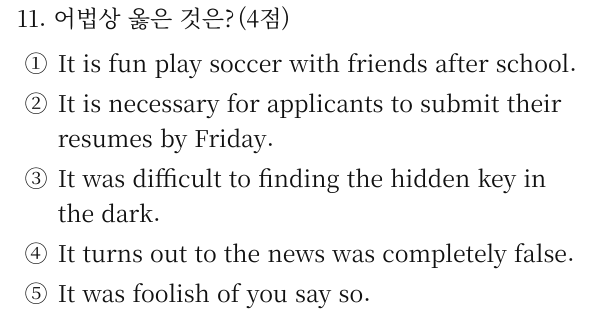 11. 어법상 옳은 것은? (4점)
① It is fun play soccer with friends after school.
② It is necessary for applicants to submit their
resumes by Friday.
③ It was difficult to finding the hidden key in
the dark.
④ It turns out to the news was completely false.
⑤ It was foolish of you say so.